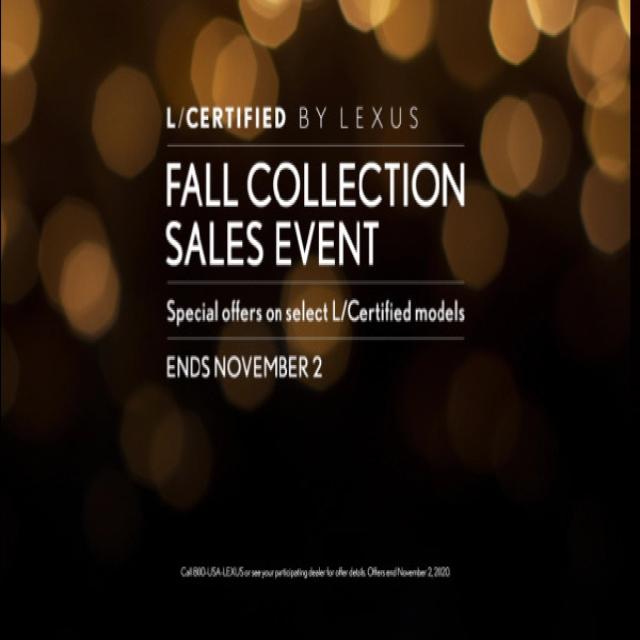 L/CERTIFIED BY LEXUS
FALL COLLECTION
SALES EVENT
Special offers on select L/Certified models
ENDS NOVEMBER 2
Call 800-USA-LEXUS or see your participating dealer for offer details. Offers end November 2, 2020.